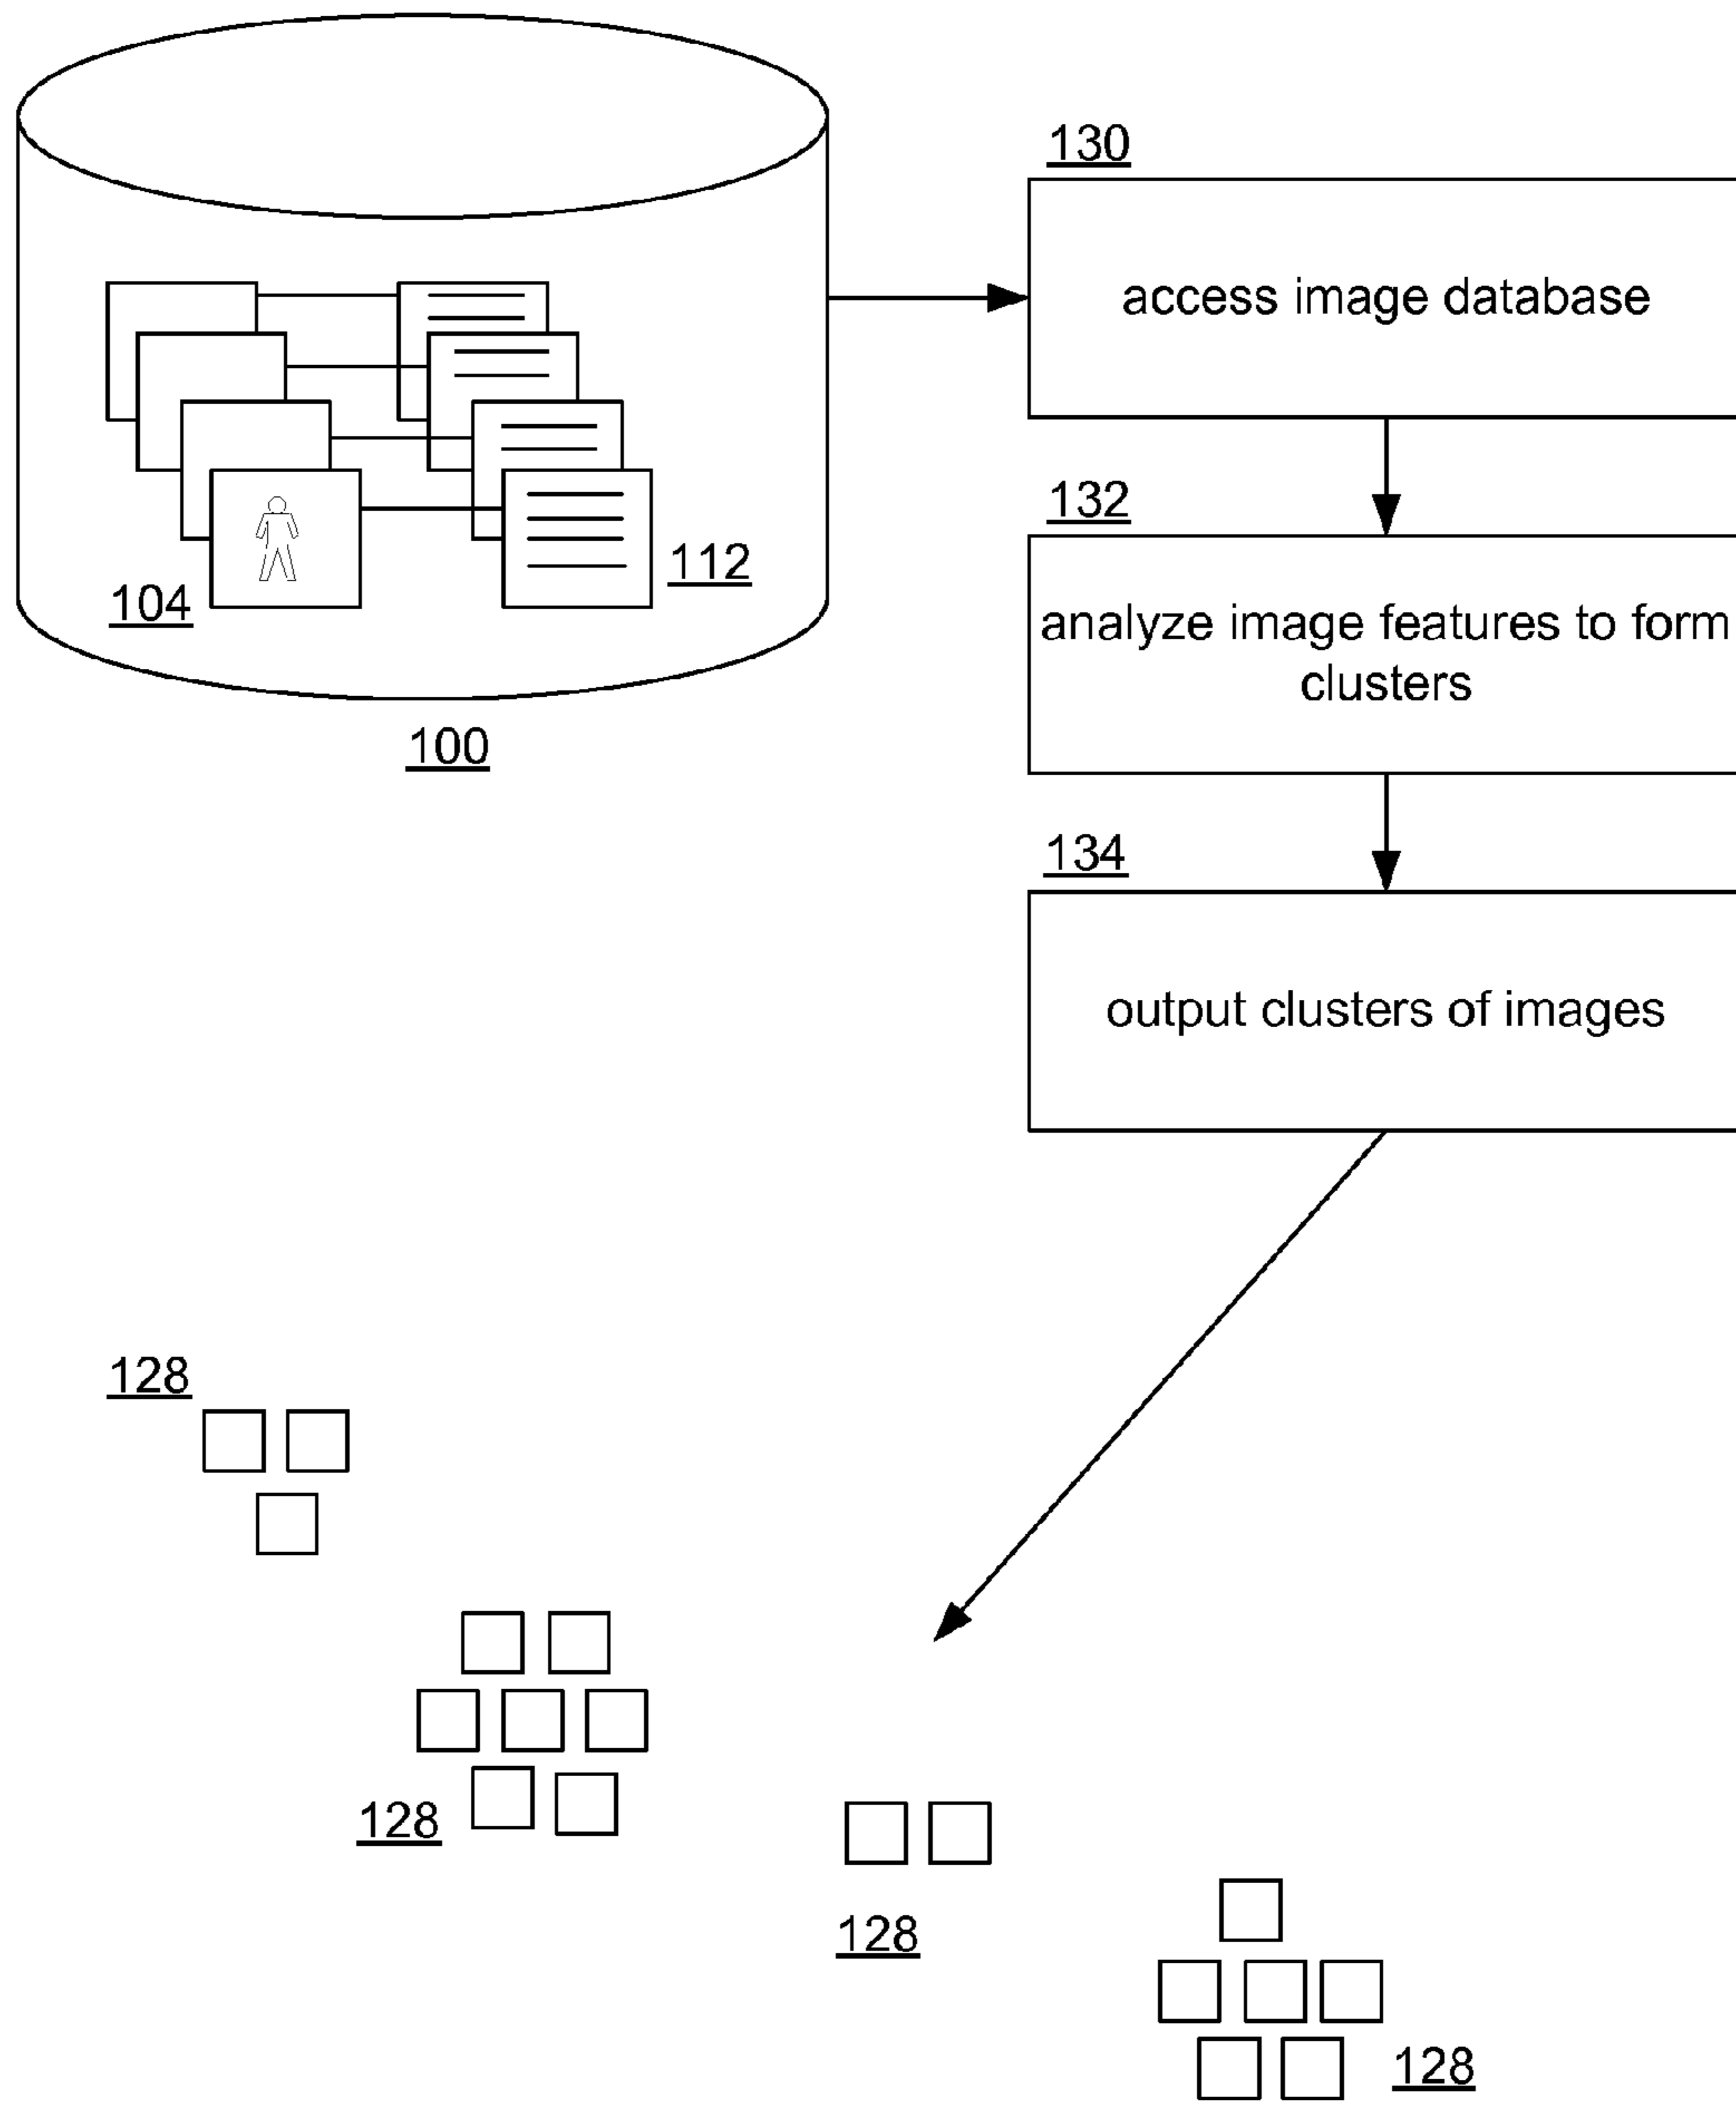 130
access image database
104
112
100
132
analyze image features to form
clusters
134
output clusters of images
128
128
128
128